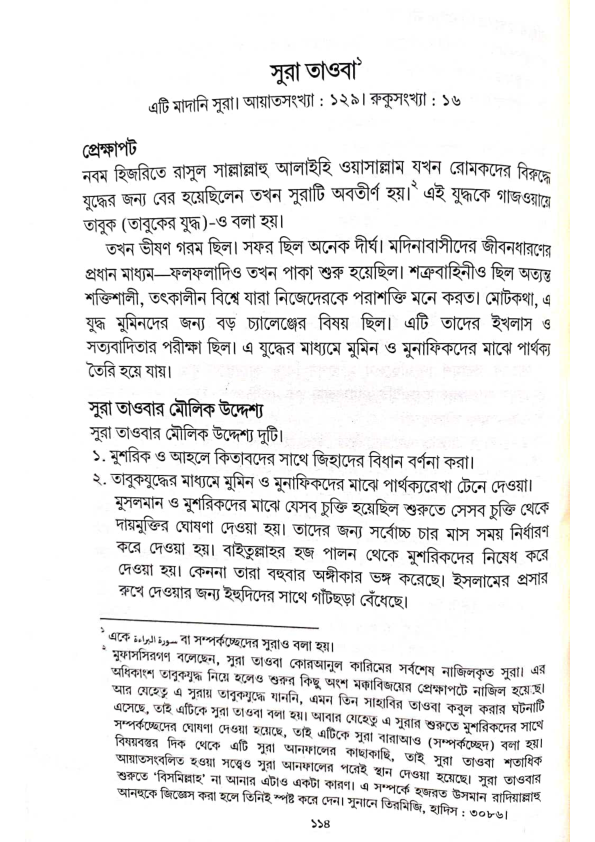 সুরা তাওবা১
এটি মাদানি সুরা। আয়াতসংখ্যা : ১২৯। রুকুসংখ্যা : ১৬
প্রেক্ষাপট
নবম হিজরিতে রাসুল সাল্লাল্লাহু আলাইহি ওয়াসাল্লাম যখন রোমকদের বিরুদ্ধে
যুদ্ধের জন্য বের হয়েছিলেন তখন সুরাটি অবতীর্ণ হয়।২ এই যুদ্ধকে গাজওয়ায়ে
তাবুক (তাবুকের যুদ্ধ)-ও বলা হয়।
তখন ভীষণ গরম ছিল। সফর ছিল অনেক দীর্ঘ। মদিনাবাসীদের জীবনধারণের
প্রধান মাধ্যম—ফলফলাদিও তখন পাকা শুরু হয়েছিল। শত্রুবাহিনীও ছিল অত্যন্ত
শক্তিশালী, তৎকালীন বিশ্বে যারা নিজেদেরকে পরাশক্তি মনে করত। মোটকথা, এ
যুদ্ধ মুমিনদের জন্য বড় চ্যালেঞ্জের বিষয় ছিল। এটি তাদের ইখলাস ও
সত্যবাদিতার পরীক্ষা ছিল। এ যুদ্ধের মাধ্যমে মুমিন ও মুনাফিকদের মাঝে পার্থক্য
তৈরি হয়ে যায়।
সুরা তাওবার মৌলিক উদ্দেশ্য
সুরা তাওবার মৌলিক উদ্দেশ্য দুটি।
১. মুশরিক ও আহলে কিতাবদের সাথে জিহাদের বিধান বর্ণনা করা।
২. তাবুকযুদ্ধের মাধ্যমে মুমিন ও মুনাফিকদের মাঝে পার্থক্যরেখা টেনে দেওয়া।
মুসলমান ও মুশরিকদের মাঝে যেসব চুক্তি হয়েছিল শুরুতে সেসব চুক্তি থেকে
দায়মুক্তির ঘোষণা দেওয়া হয়। তাদের জন্য সর্বোচ্চ চার মাস সময় নির্ধারণ
করে দেওয়া হয়। বাইতুল্লাহর হজ পালন থেকে মুশরিকদের নিষেধ করে
দেওয়া হয়। কেননা তারা বহুবার অঙ্গীকার ভঙ্গ করেছে। ইসলামের প্রসার
রুখে দেওয়ার জন্য ইহুদিদের সাথে গাঁটছড়া বেঁধেছে।
১ একে سورة البراءة বা সম্পর্কচ্ছেদের সুরাও বলা হয়।
২ মুফাসসিরগণ বলেছেন, সুরা তাওবা কোরআনুল কারিমের সর্বশেষ নাজিলকৃত সুরা। এর
অধিকাংশ তাবুকযুদ্ধ নিয়ে হলেও শুরুর কিছু অংশ মক্কাবিজয়ের প্রেক্ষাপটে নাজিল হয়েছে।
আর যেহেতু এ সুরায় তাবুকযুদ্ধে যাননি, এমন তিন সাহাবির তাওবা কবুল করার ঘটনাটি
এসেছে, তাই এটিকে সুরা তাওবা বলা হয়। আবার যেহেতু এ সুরার শুরুতে মুশরিকদের সাথে
সম্পর্কচ্ছেদের ঘোষণা দেওয়া হয়েছে, তাই এটিকে সুরা বারাআও (সম্পর্কচ্ছেদ) বলা হয়।
বিষয়বস্তুর দিক থেকে এটি সুরা আনফালের কাছাকাছি, তাই সুরা তাওবা শতাধিক
আয়াতসংবলিত হওয়া সত্ত্বেও সুরা আনফালের পরেই স্থান দেওয়া হয়েছে। সুরা তাওবার
শুরুতে ‘বিসমিল্লাহ’ না আনার এটাও একটা কারণ। এ সম্পর্কে হজরত উসমান রাদিয়াল্লাহু
আনহুকে জিজ্ঞেস করা হলে তিনিই স্পষ্ট করে দেন। সুনানে তিরমিজি, হাদিস : ৩০৮৬।
১১৪